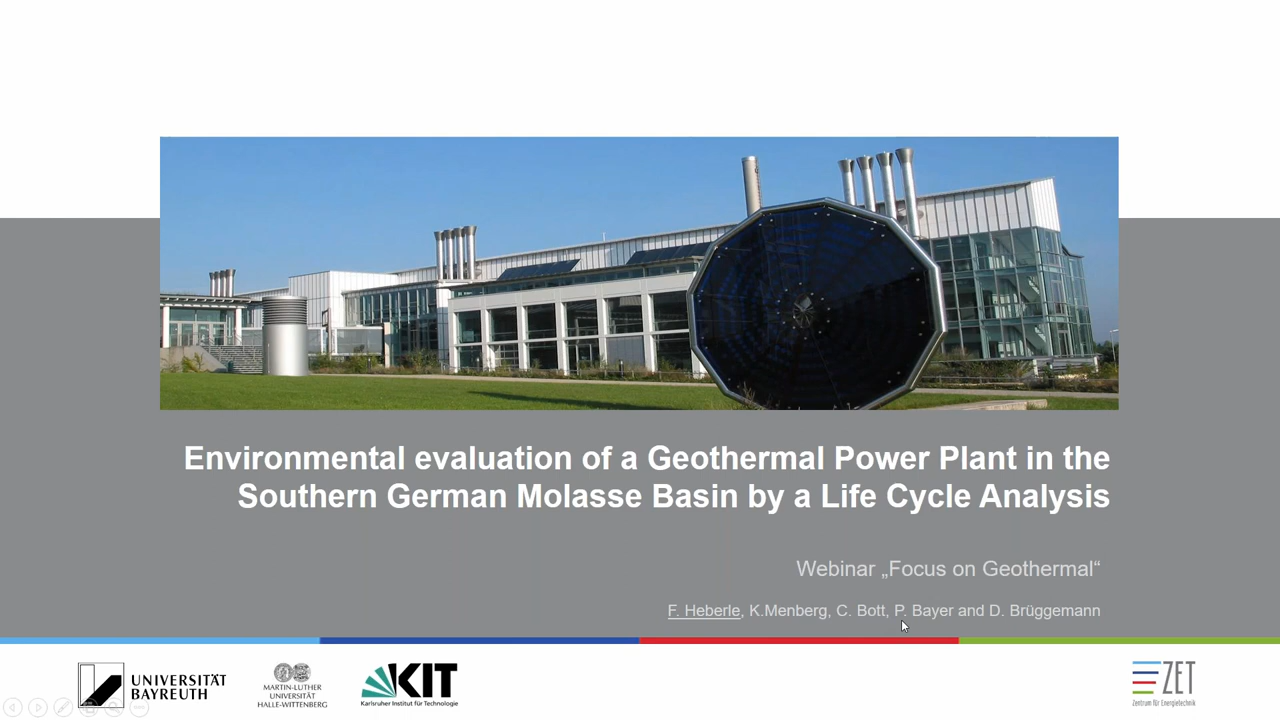 Environmental evaluation of a Geothermal Power Plant in the
Southern German Molasse Basin by a Life Cycle Analysis
Webinar „Focus on Geothermal“
F. Heberle, K.Menberg, C. Bott, P. Bayer and D. Brüggemann
UNIVERSITÄT
BAYREUTH
MARTIN-LUTHER
UNIVERSITÄT
HALLE-WITTENBERG
KIT
Karlsruher Institut für Technologie
ZET
Zentrum für Energietechnik